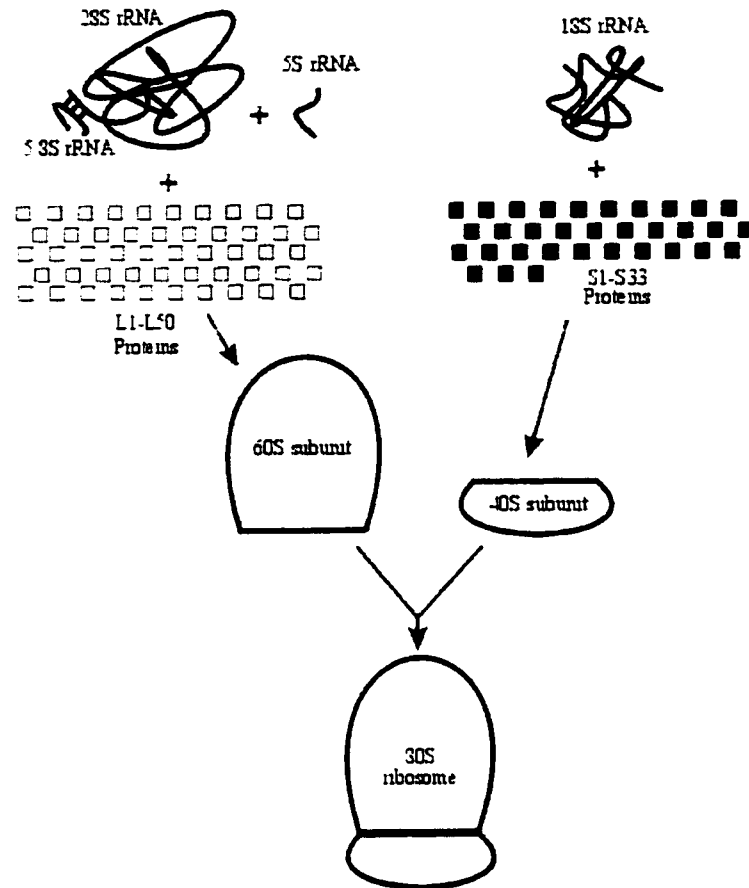 28S rRNA
5S rRNA
18S rRNA
+
5.8S rRNA
+
+
L1-L50
Proteins
S1-S33
Proteins
60S subunit
40S subunit
80S
ribosome